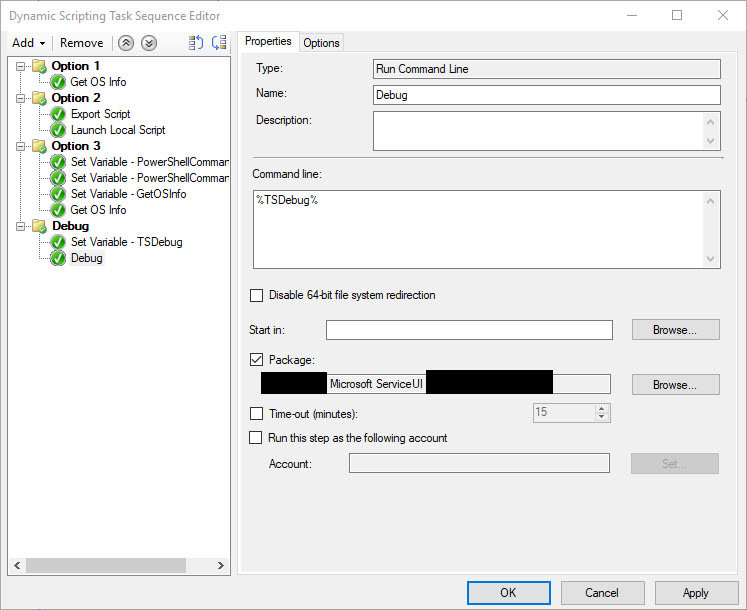 Dynamic Scripting Task Sequence Editor
Add
Remove
Properties
Options
Option 1
Get OS Info
Option 2
Export Script
Launch Local Script
Option 3
Set Variable - PowerShellComman
Set Variable - PowerShellComman
Set Variable - GetOSInfo
Get OS Info
Debug
Set Variable - TSDebug
Debug
Type:
Run Command Line
Name:
Debug
Description:
Command line:
%TSDebug%
Disable 64-bit file system redirection
Start in:
Browse...
Package:
Microsoft ServiceUI
Browse...
Time-out (minutes):
15
Run this step as the following account
Account:
Set...
OK
Cancel
Apply